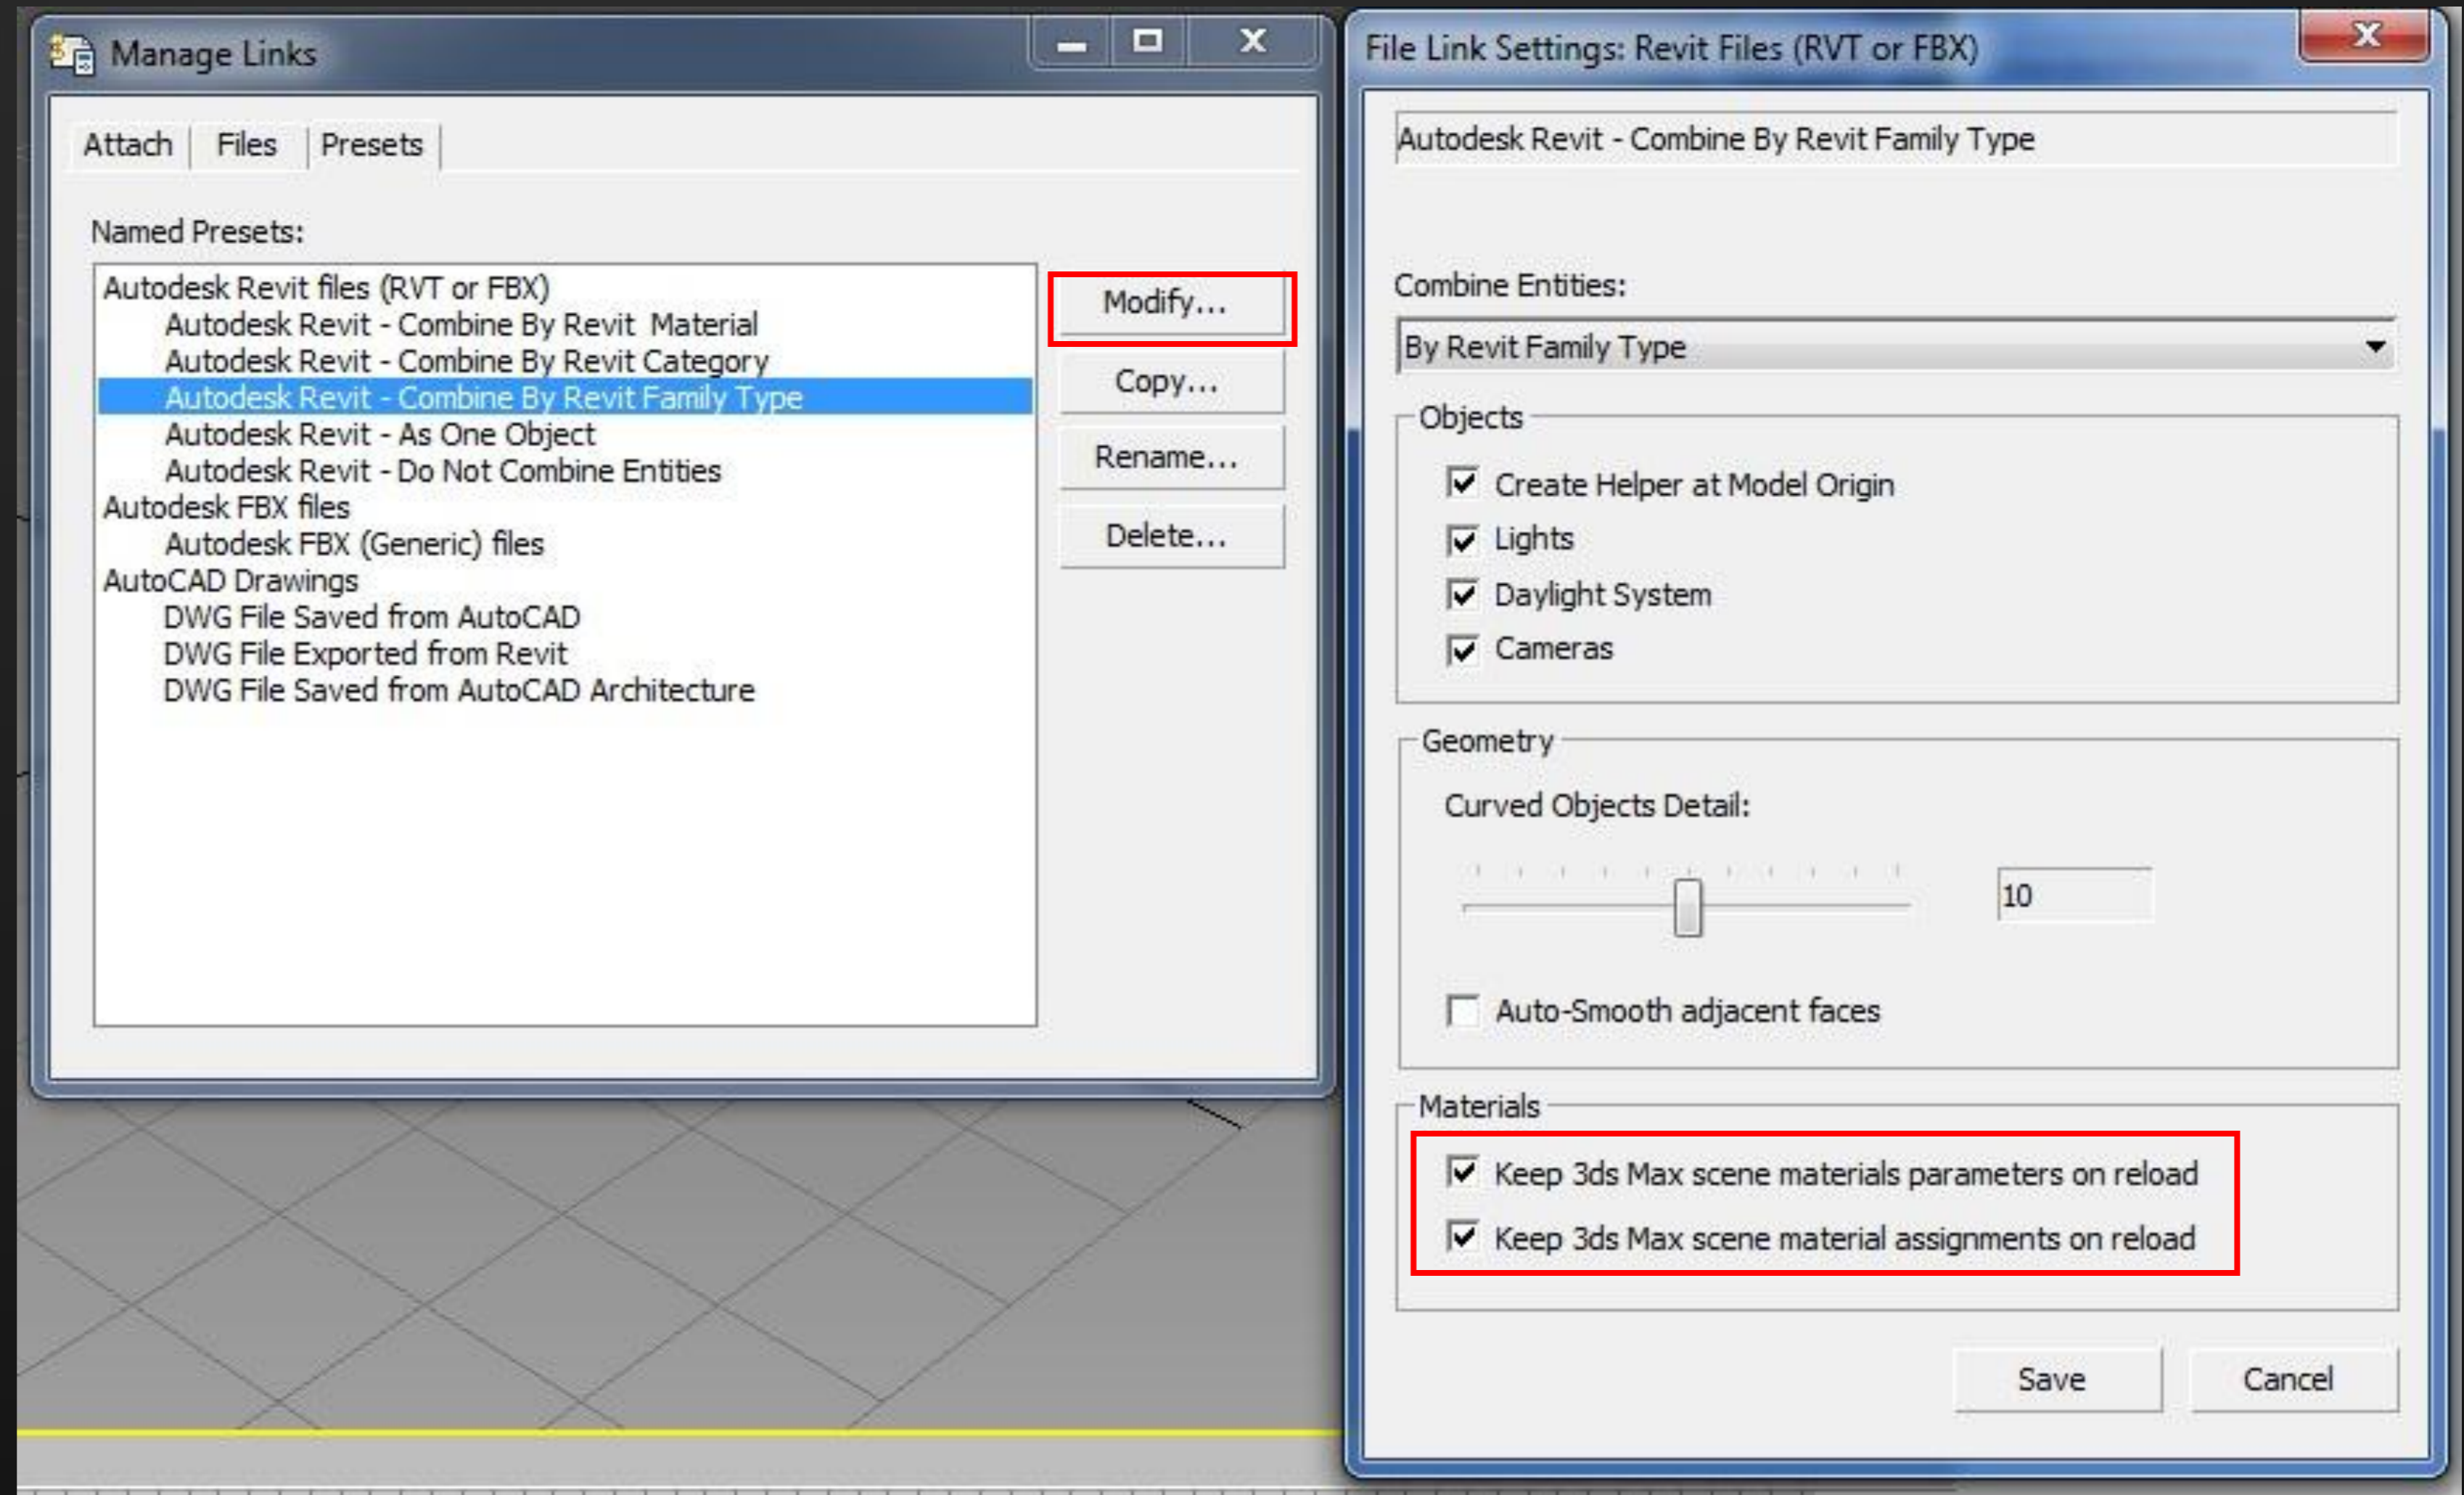 Manage Links
Attach
Files
Presets
Named Presets:
Autodesk Revit files (RVT or FBX)
Autodesk Revit - Combine By Revit  Material
Autodesk Revit - Combine By Revit Category
Autodesk Revit - Combine By Revit Family Type
Autodesk Revit - As One Object
Autodesk Revit - Do Not Combine Entities
Autodesk FBX files
Autodesk FBX (Generic) files
AutoCAD Drawings
DWG File Saved from AutoCAD
DWG File Exported from Revit
DWG File Saved from AutoCAD Architecture
Modify...
Copy...
Rename...
Delete...
File Link Settings: Revit Files (RVT or FBX)
Autodesk Revit - Combine By Revit Family Type
Combine Entities:
By Revit Family Type
Objects
Create Helper at Model Origin
Lights
Daylight System
Cameras
Geometry
Curved Objects Detail:
10
Auto-Smooth adjacent faces
Materials
Keep 3ds Max scene materials parameters on reload
Keep 3ds Max scene material assignments on reload
Save
Cancel